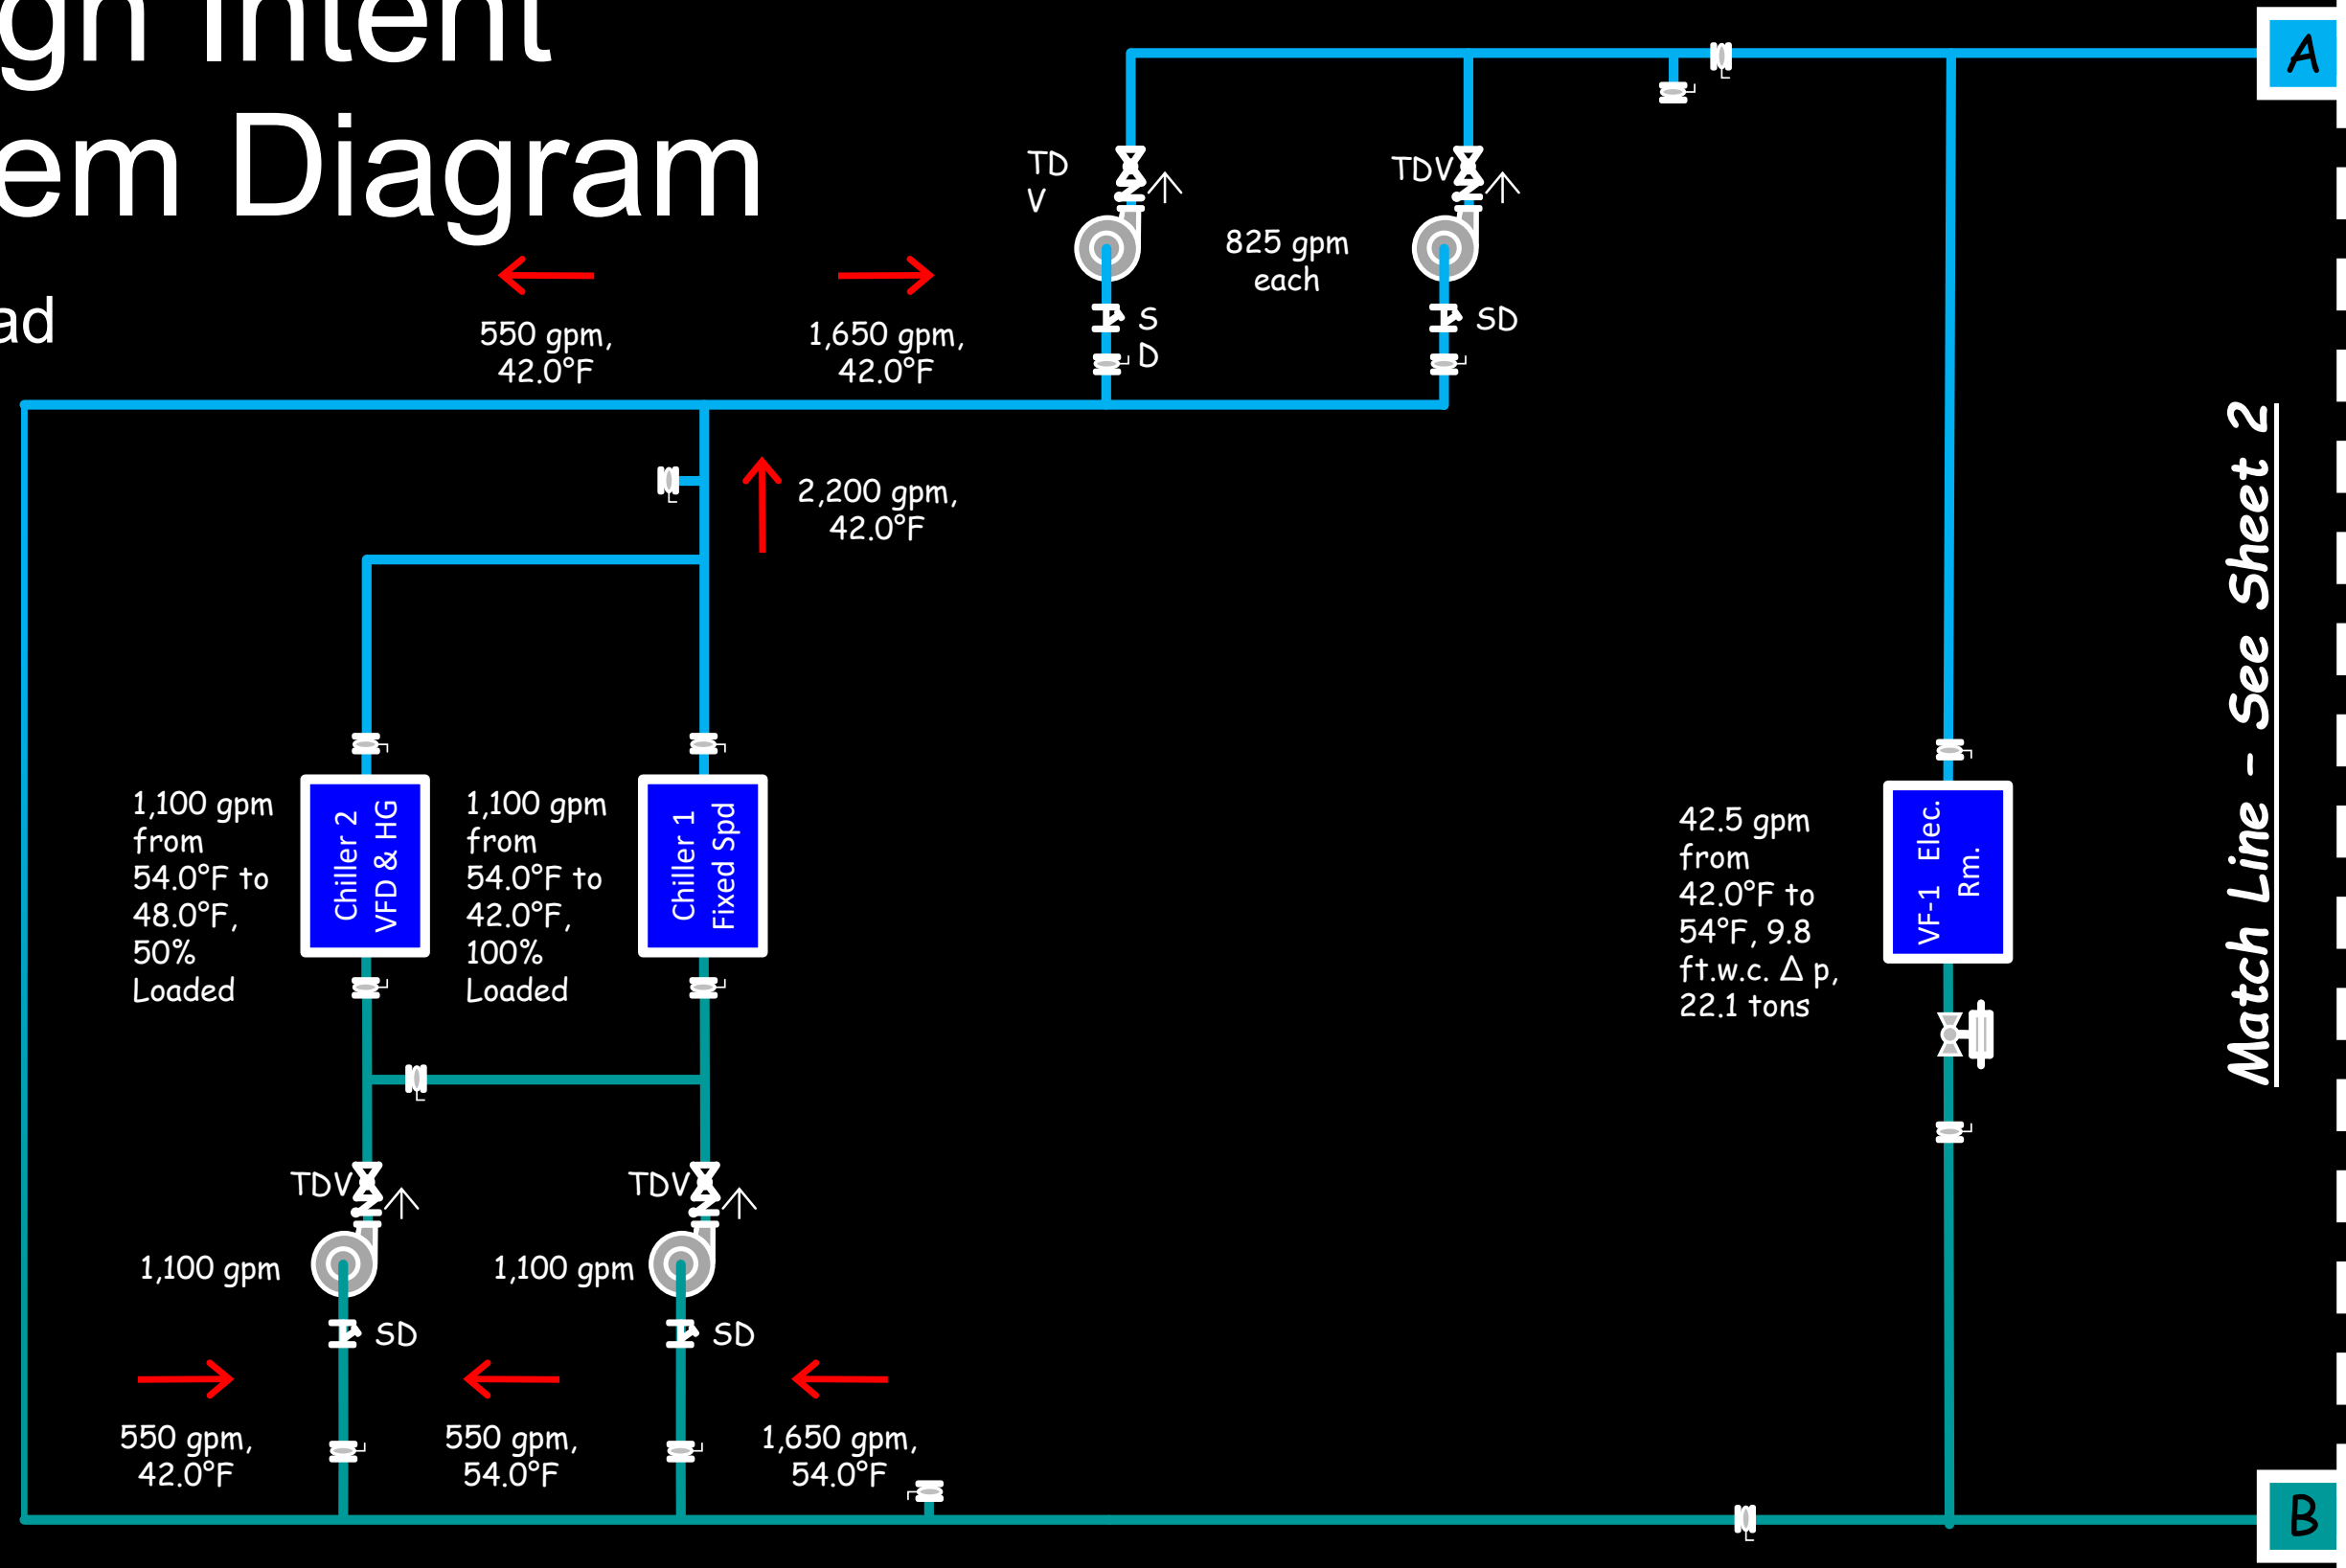 gn Intent
em Diagram
ad
A
TD
V
TDV
825 gpm
each
S
D
SD
550 gpm,
42.0°F
1,650 gpm,
42.0°F
2,200 gpm,
42.0°F
Match Line - See Sheet 2
1,100 gpm
from
54.0°F to
48.0°F,
50%
Loaded
Chiller 2
VFD & HG
1,100 gpm
from
54.0°F to
42.0°F,
100%
Loaded
Chiller 1
Fixed Spd
42.5 gpm
from
42.0°F to
54°F, 9.8
ft.w.c. Δ p,
22.1 tons
VF-1 Elec.
Rm.
TDV
TDV
1,100 gpm
1,100 gpm
SD
SD
550 gpm,
42.0°F
550 gpm,
54.0°F
1,650 gpm,
54.0°F
B